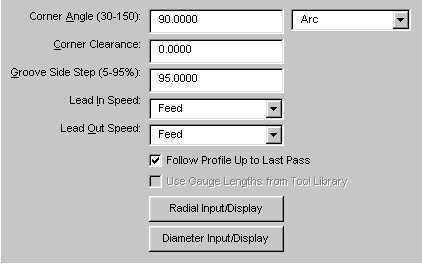 Corner Angle (30-150): 90.0000 Arc
Corner Clearance: 0.0000
Groove Side Step (5-95%): 95.0000
Lead In Speed: Feed
Lead Out Speed: Feed
Follow Profile Up to Last Pass
Use Gauge Lengths from Tool Library
Radial Input/Display
Diameter Input/Display